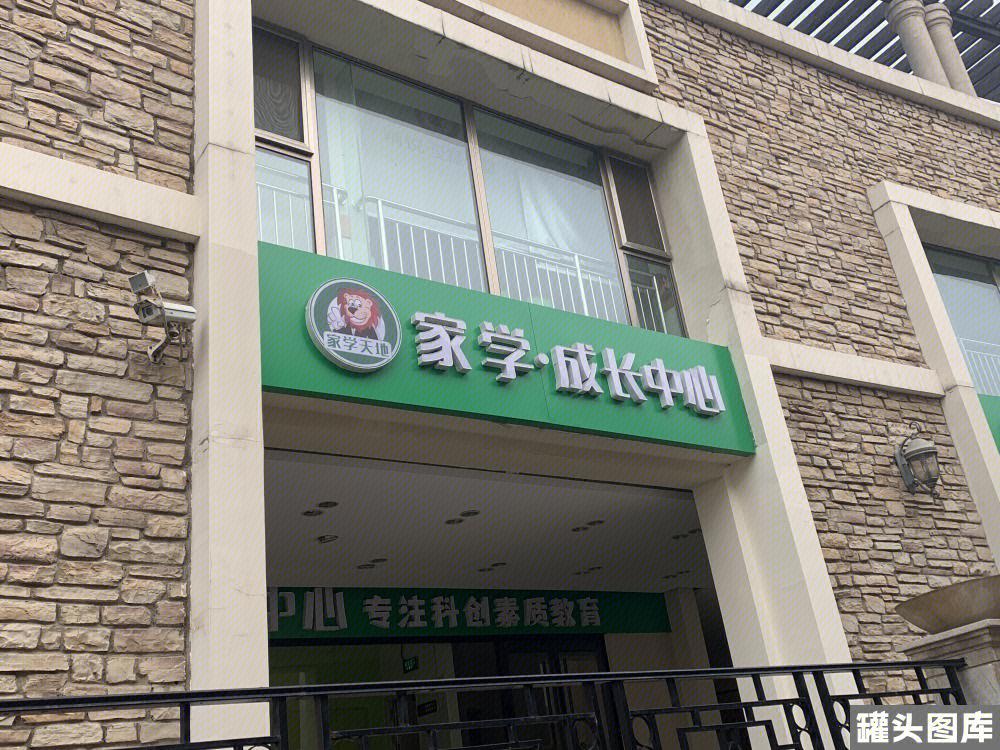 家学天地
家学·成长中心
中心 专注科创素质教育
罐头图库